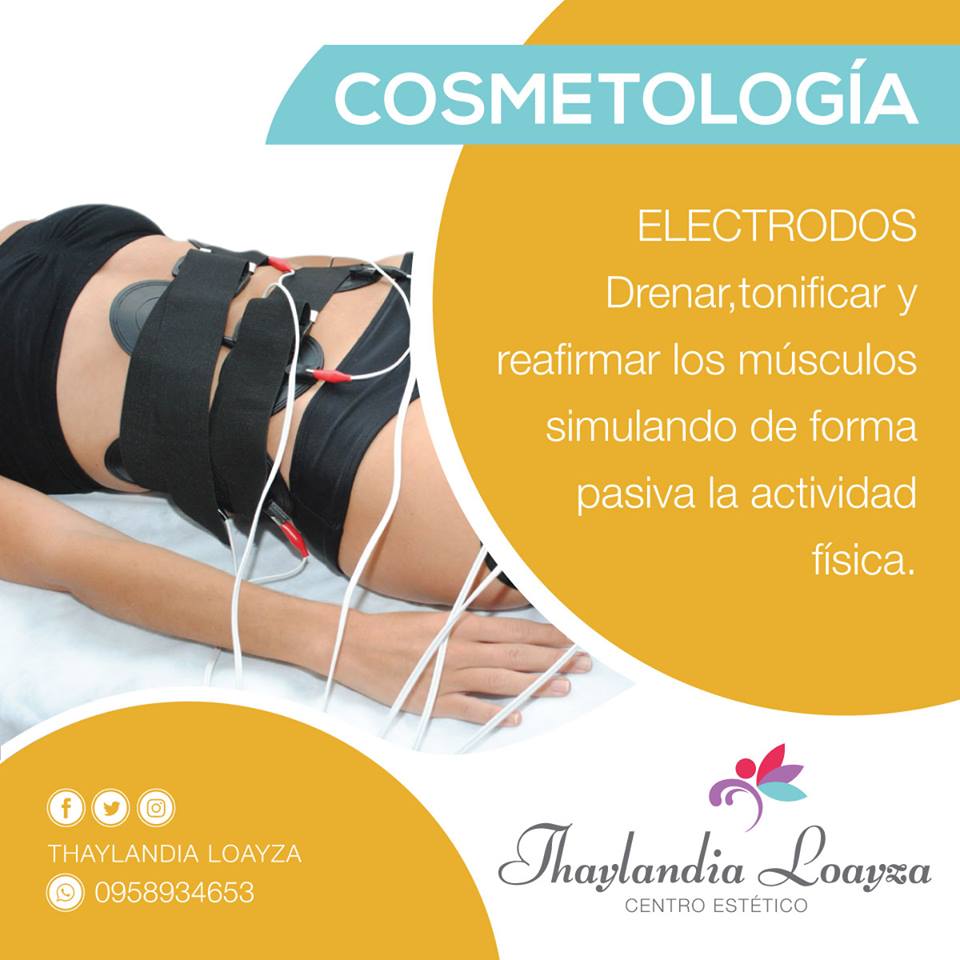 COSMETOLOGÍA
ELECTRODOS
Drenar,tonificar y
reafirmar los músculos
simulando de forma
pasiva la actividad
física.
THAYLANDIA LOAYZA
0958934653
Thaylandia Loayza
CENTRO ESTÉTICO